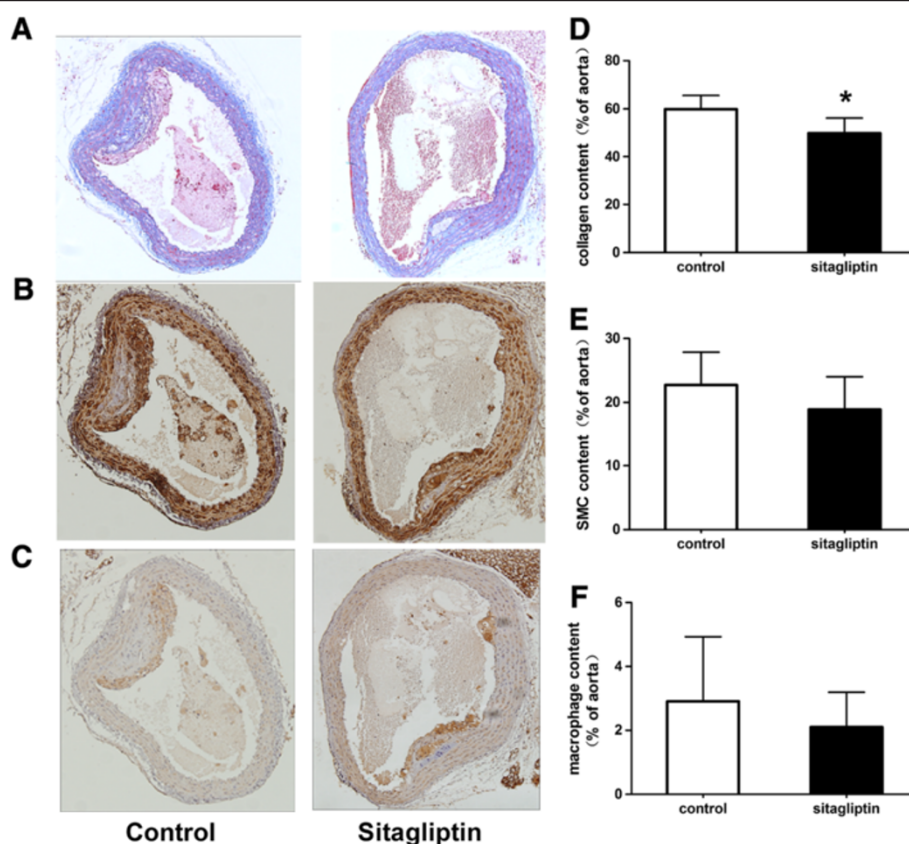 A
B
C
Control
Sitagliptin
D
collagen content (% of aorta)
80
60
40
20
0
*
control
sitagliptin
E
SMC content (% of aorta)
30
20
10
0
control
sitagliptin
F
macrophage content
(% of aorta)
6
4
2
0
control
sitagliptin